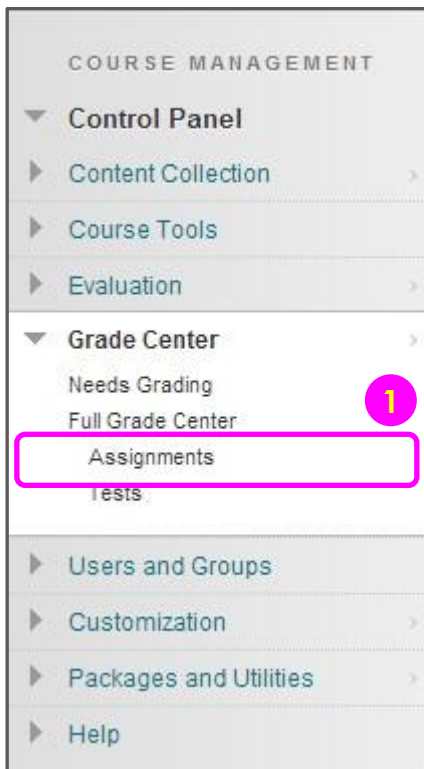 COURSE MANAGEMENT
Control Panel
Content Collection
Course Tools
Evaluation
Grade Center
Needs Grading
1
Full Grade Center
Assignments
Tests
Users and Groups
Customization
Packages and Utilities
Help